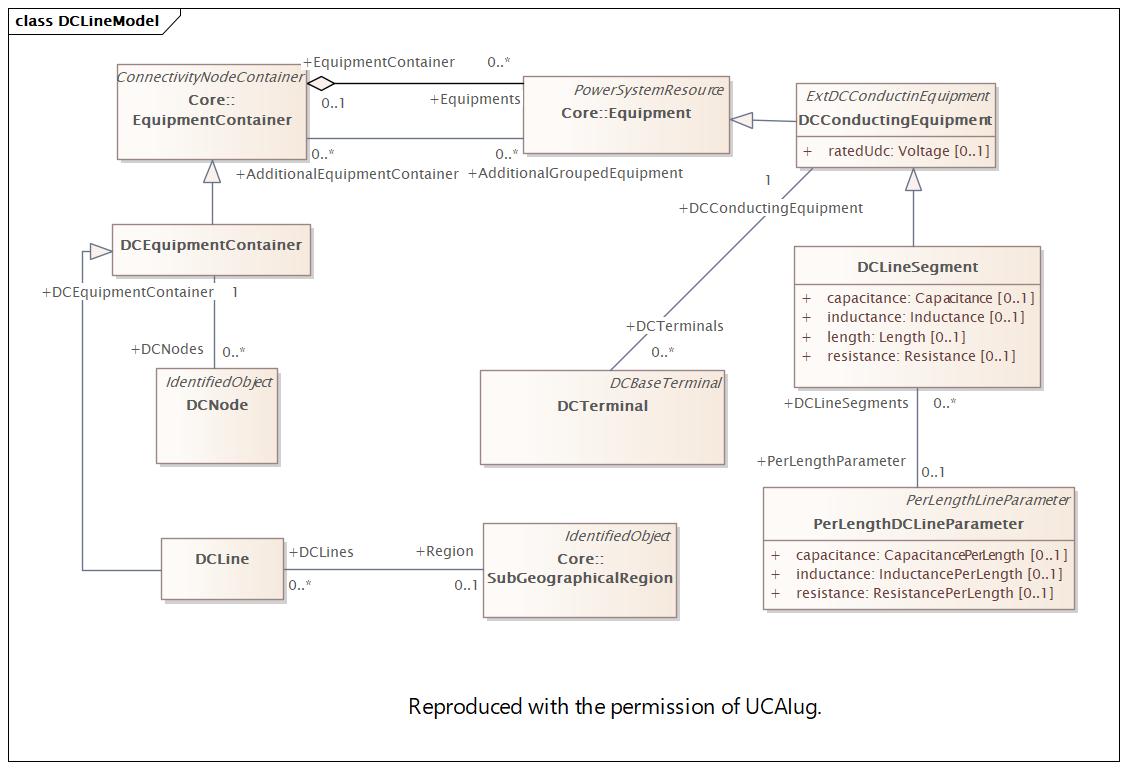 class DCLineModel
ConnectivityNodeContainer
Core::
EquipmentContainer
+EquipmentContainer
0..*
0..1
+Equipments
PowerSystemResource
Core::Equipment
0..*
0..*
+AdditionalEquipmentContainer
+AdditionalGroupedEquipment
ExtDCConductinEquipment
DCConductingEquipment
+ ratedUdc: Voltage [0..1]
1
+DCConductingEquipment
DCEquipmentContainer
+DCEquipmentContainer
1
+DCNodes
0..*
IdentifiedObject
DCNode
+DCTerminals
0..*
DCBaseTerminal
DCTerminal
DCLineSegment
+ capacitance: Capacitance [0..1]
+ inductance: Inductance [0..1]
+ length: Length [0..1]
+ resistance: Resistance [0..1]
+DCLineSegments
0..*
+PerLengthParameter
0..1
PerLengthLineParameter
PerLengthDCLineParameter
+ capacitance: CapacitancePerLength [0..1]
+ inductance: InductancePerLength [0..1]
+ resistance: ResistancePerLength [0..1]
DCLine
+DCLines
0..*
+Region
0..1
IdentifiedObject
Core::
SubGeographicalRegion
Reproduced with the permission of UCAIug.